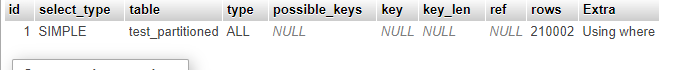 id select_type table type possible_keys key key_len ref rows Extra
1 SIMPLE test_partitioned ALL NULL NULL NULL NULL 210002 Using where